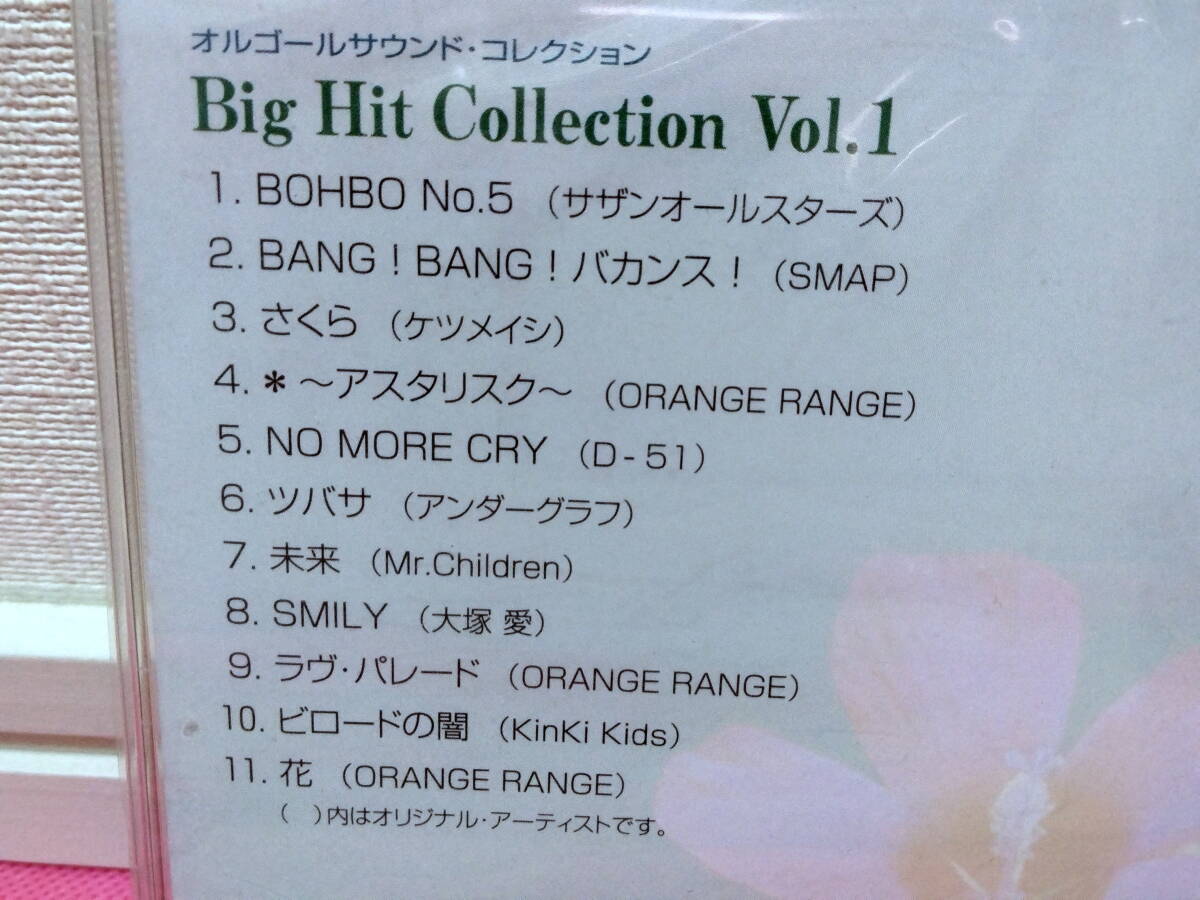 オルゴールサウンド・コレクション
Big Hit Collection Vol.1
1. BOHBO No.5 （サザンオールスターズ）
2. BANG！BANG！バカンス！（SMAP）
3. さくら （ケツメイシ）
4. ＊ 〜アスタリスク〜 （ORANGE RANGE）
5. NO MORE CRY （D-51）
6. ツバサ （アンダーグラフ）
7. 未来 （Mr.Children）
8. SMILY （大塚 愛）
9. ラヴ・パレード （ORANGE RANGE）
10. ビロードの闇 （KinKi Kids）
11. 花 （ORANGE RANGE）
（ ）内はオリジナル・アーティストです。